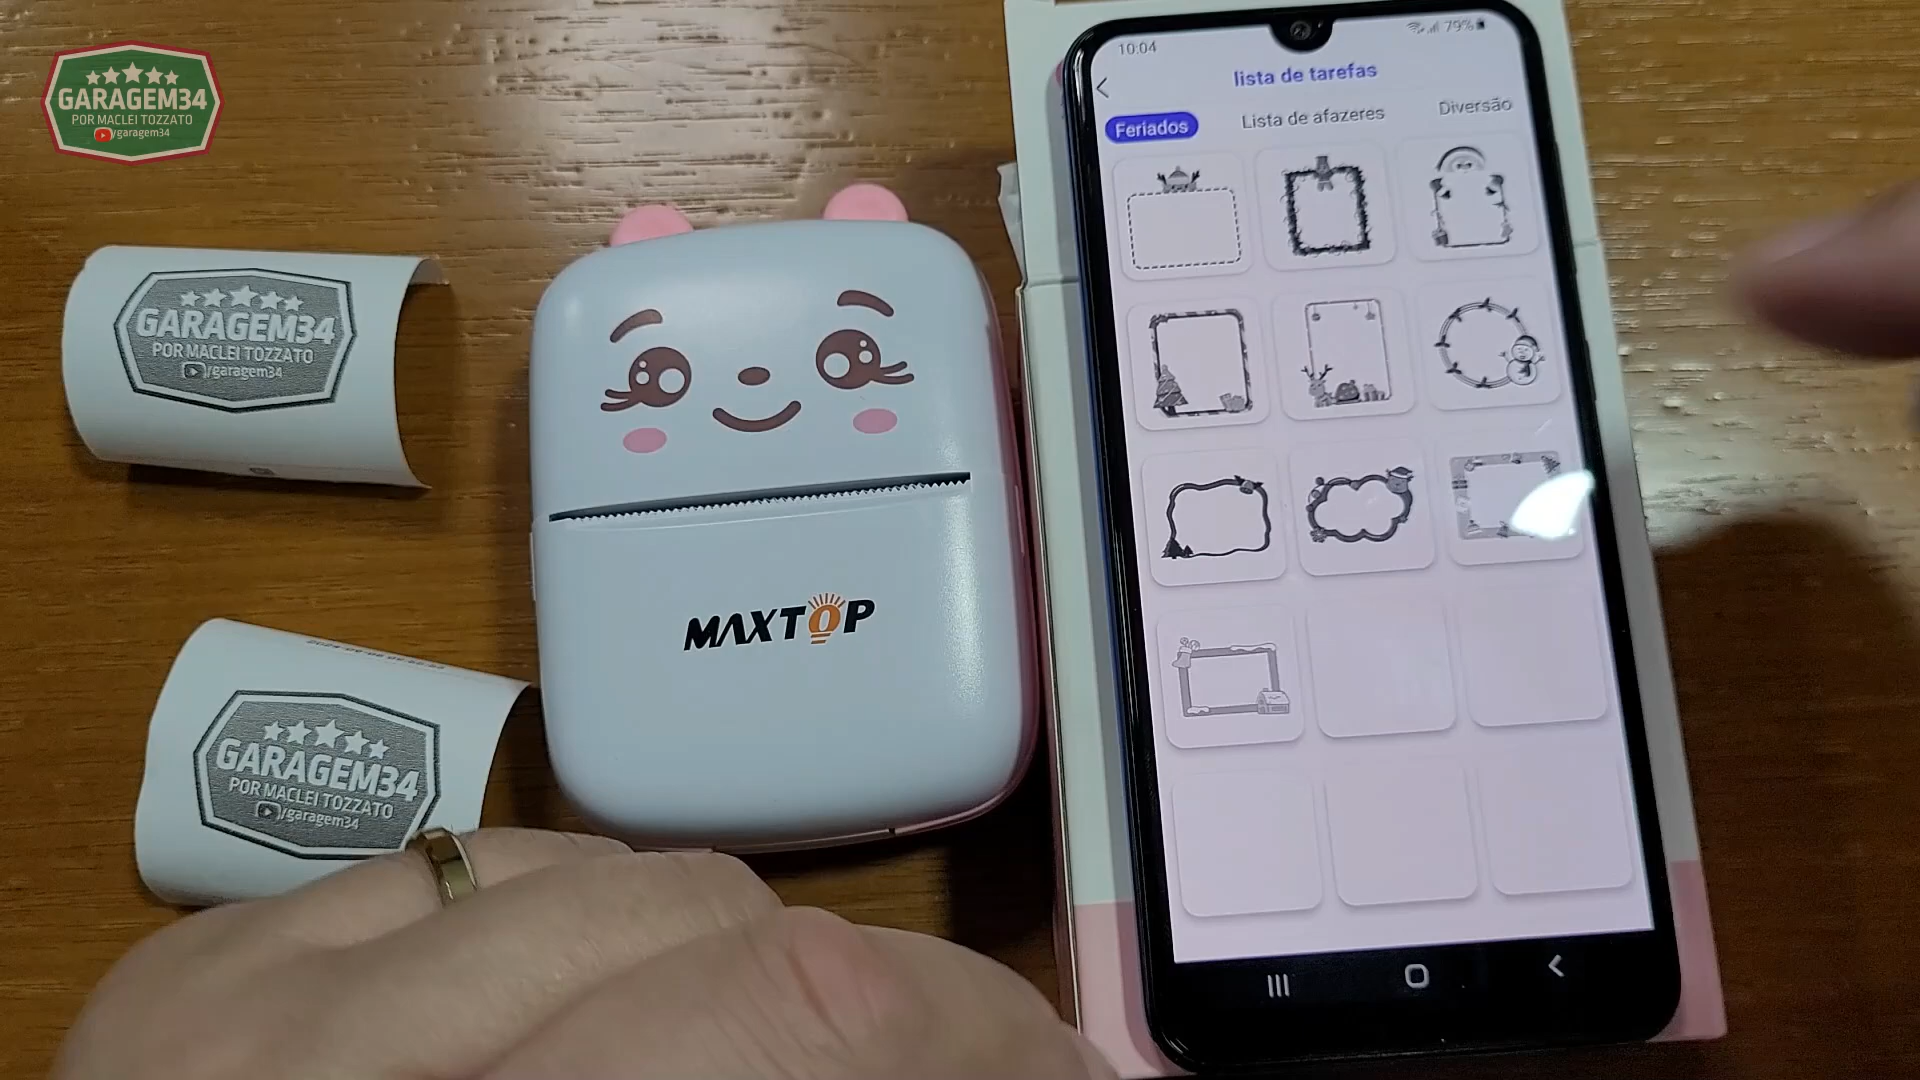 GARAGEM34
POR MACLEI TOZZATO
/garagem34
GARAGEM34
POR MACLEI TOZZATO
/garagem34
GARAGEM34
POR MACLEI TOZZATO
/garagem34
MAXTOP
10:04
79%
lista de tarefas
Feriados
Lista de afazeres
Diversão